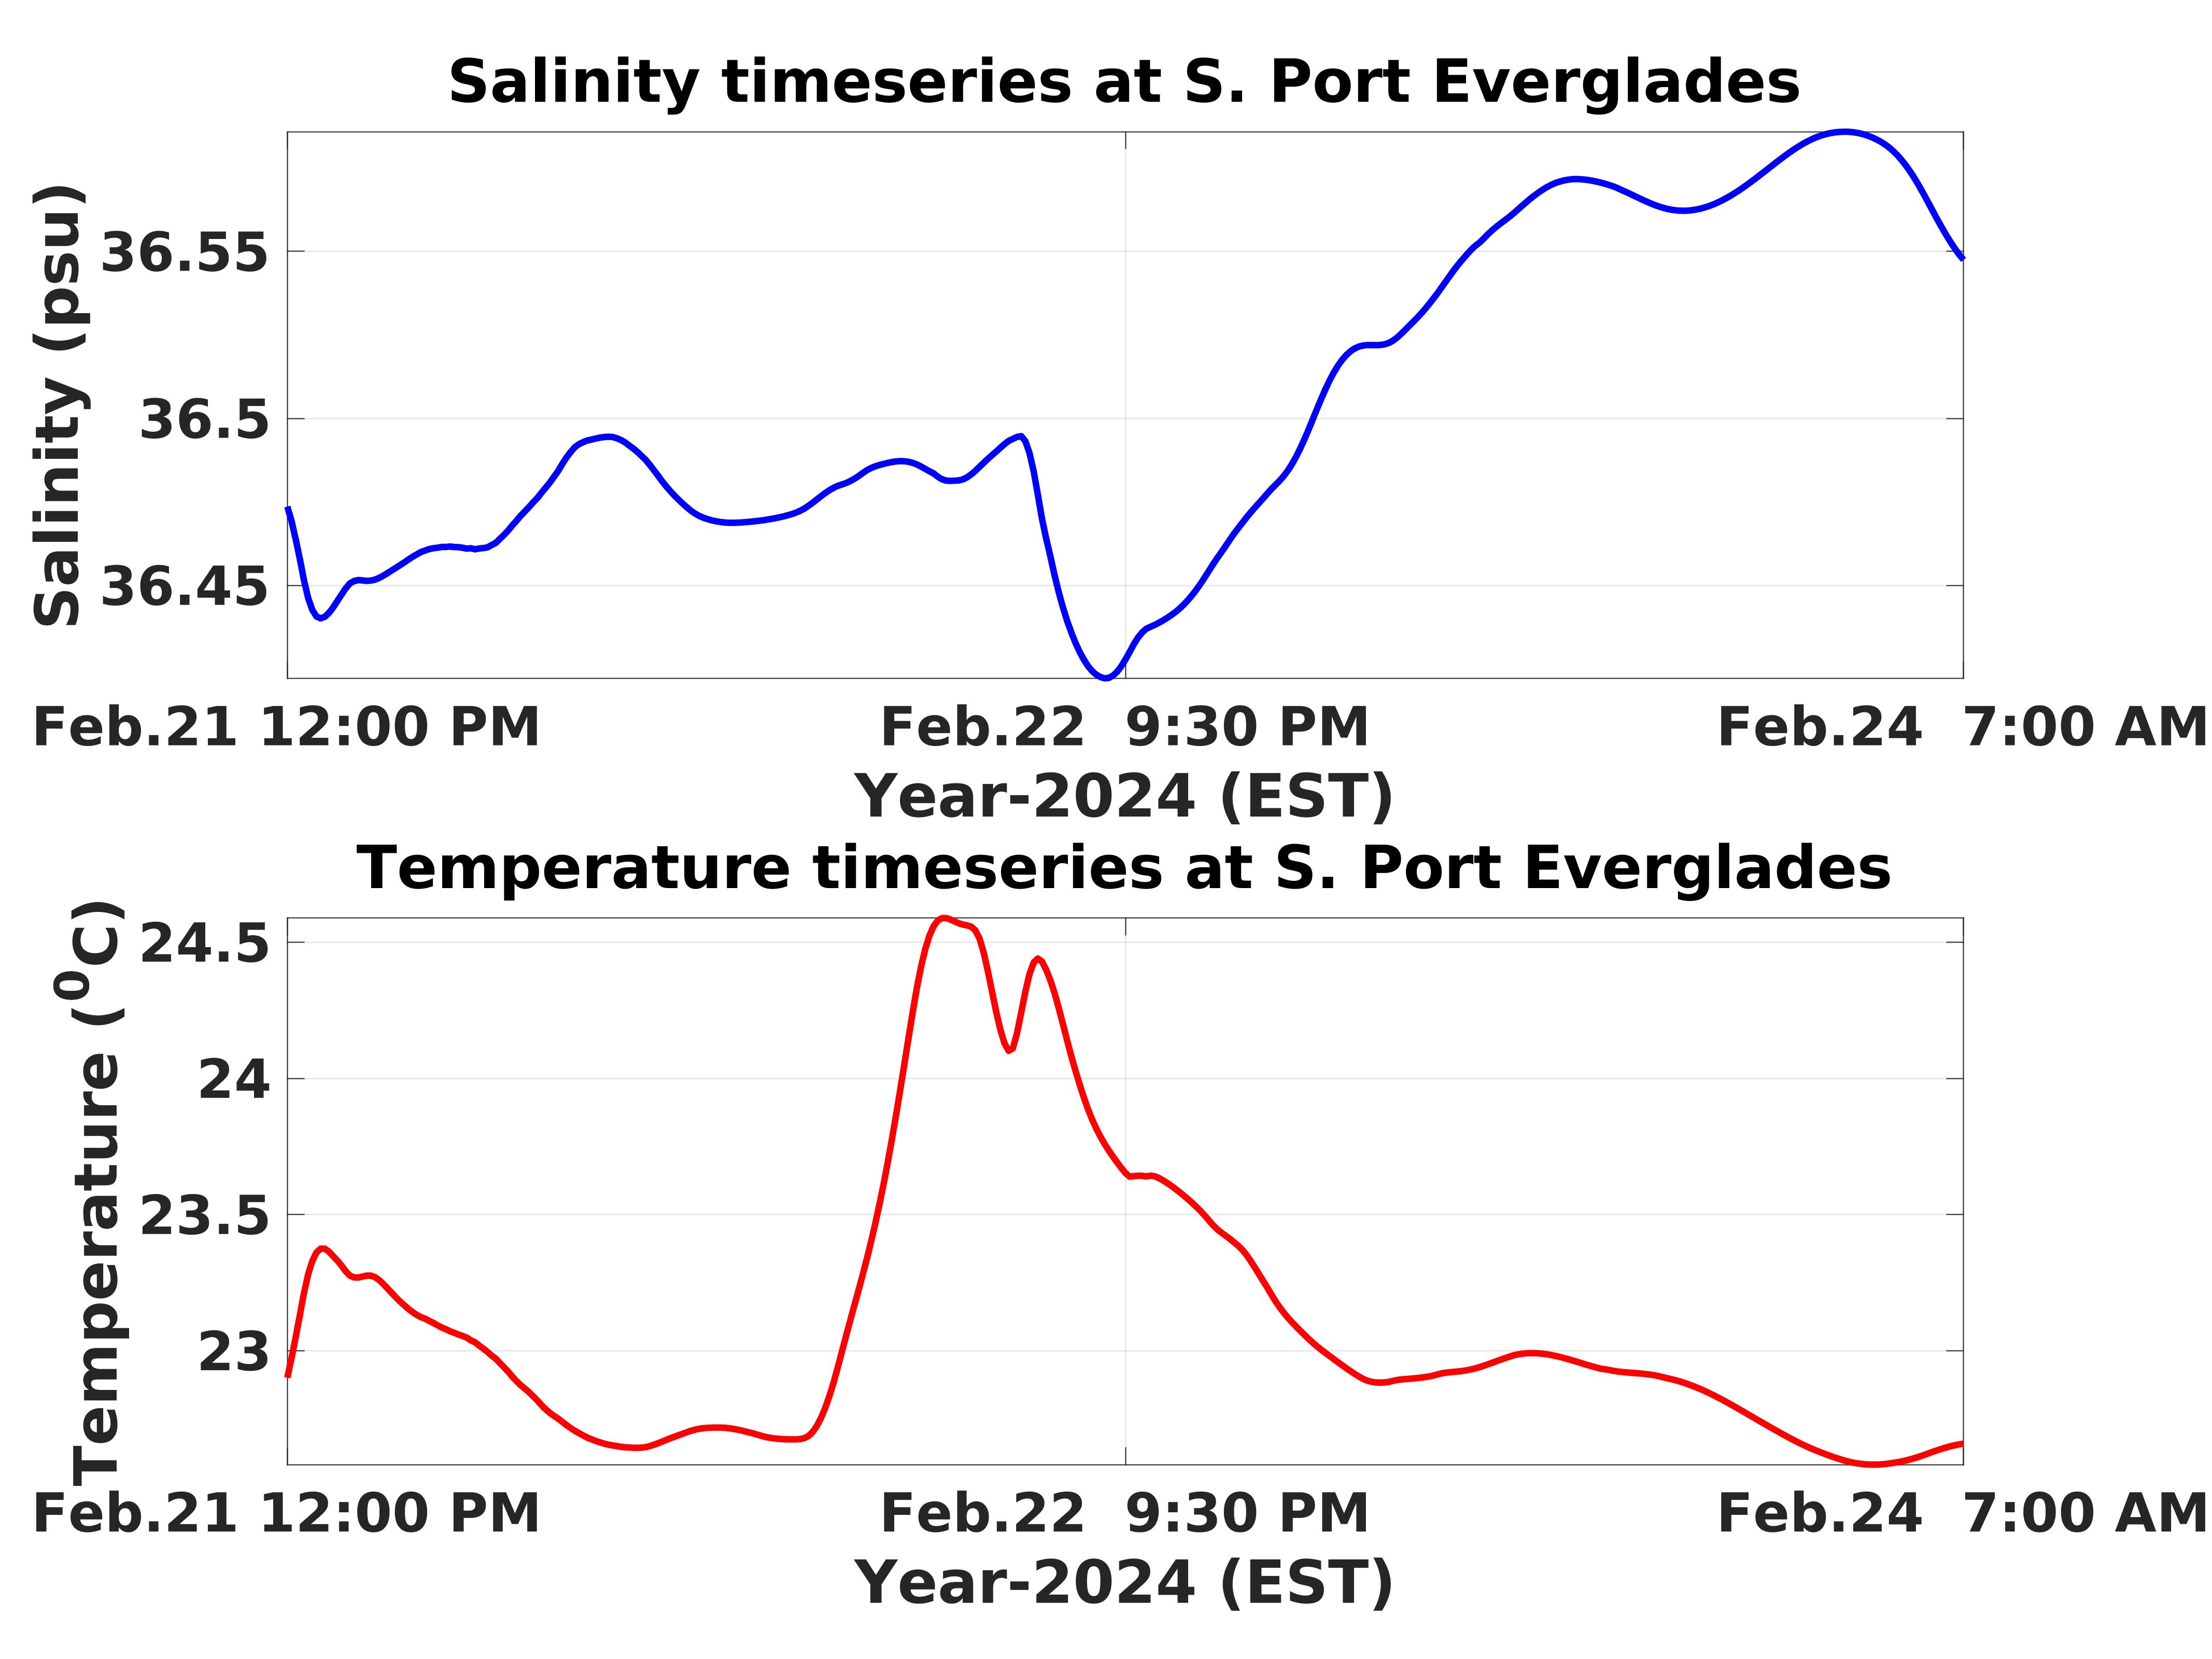 Salinity timeseries at S. Port Everglades
Salinity (psu)
36.55
36.5
36.45
Feb.21 12:00 PM Feb.22  9:30 PM Feb.24  7:00 AM
Year-2024 (EST)
Temperature timeseries at S. Port Everglades
Temperature (⁰C)
24.5
24
23.5
23
Feb.21 12:00 PM Feb.22  9:30 PM Feb.24  7:00 AM
Year-2024 (EST)